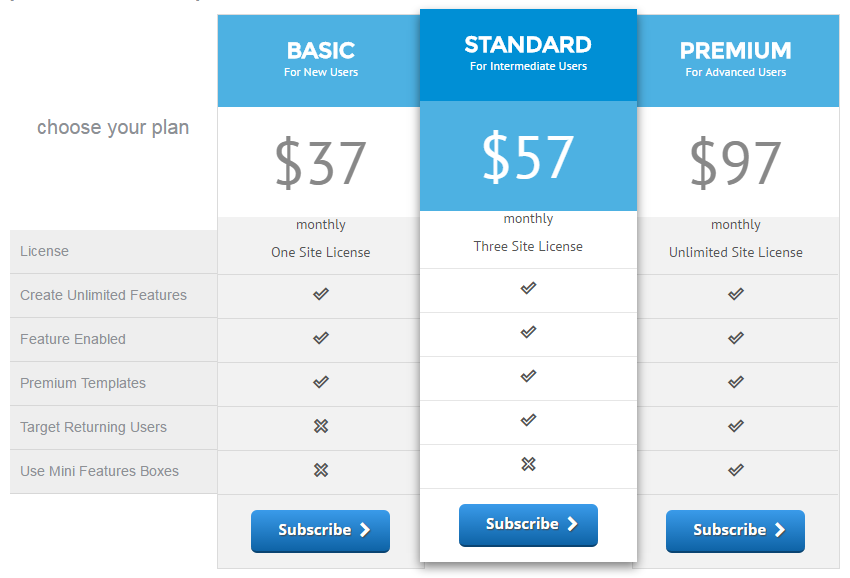 choose your plan
License
Create Unlimited Features
Feature Enabled
Premium Templates
Target Returning Users
Use Mini Features Boxes
BASIC
For New Users
$37
monthly
One Site License
Subscribe
STANDARD
For Intermediate Users
$57
monthly
Three Site License
Subscribe
PREMIUM
For Advanced Users
$97
monthly
Unlimited Site License
Subscribe